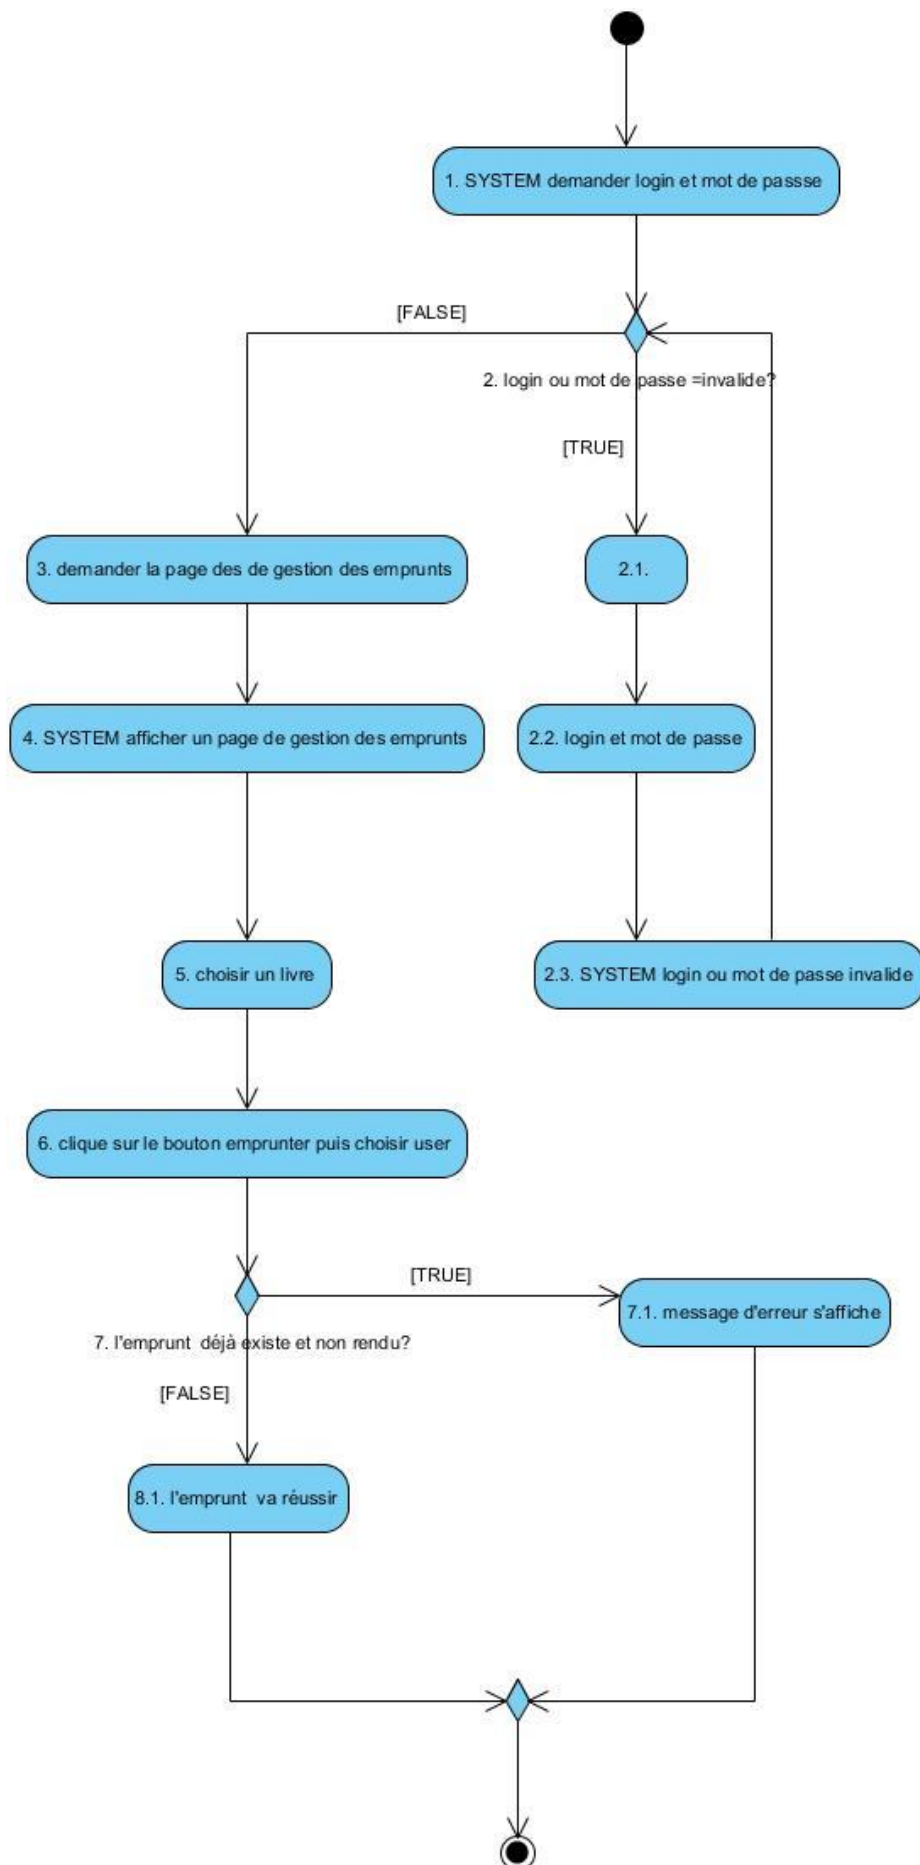 1. SYSTEM demander login et mot de passse
[FALSE]
2. login ou mot de passe =invalide?
[TRUE]
3. demander la page des de gestion des emprunts
2.1.
4. SYSTEM afficher un page de gestion des emprunts
2.2. login et mot de passe
5. choisir un livre
2.3. SYSTEM login ou mot de passe invalide
6. clique sur le bouton emprunter puis choisir user
[TRUE]
7.1. message d'erreur s'affiche
7. l'emprunt déjà existe et non rendu?
[FALSE]
8.1. l'emprunt va réussir